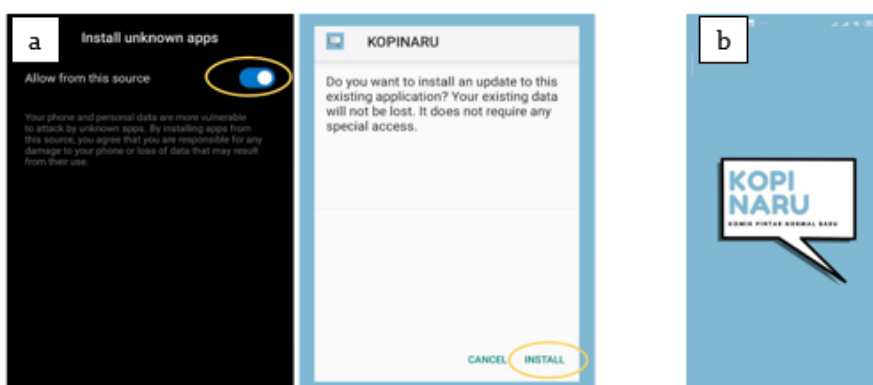 a
Install unknown apps
Allow from this source
Your phone and personal data are more vulnerable
to attack by unknown apps. By installing apps from
this source, you agree that you are responsible for any
damage to your phone or loss of data that may result
from their use.
KOPINARU
Do you want to install an update to this
existing application? Your existing data
will not be lost. It does not require any
special access.
CANCEL
INSTALL
b
KOPI
NARU
KOMIK PINTAR NORMAL BARU